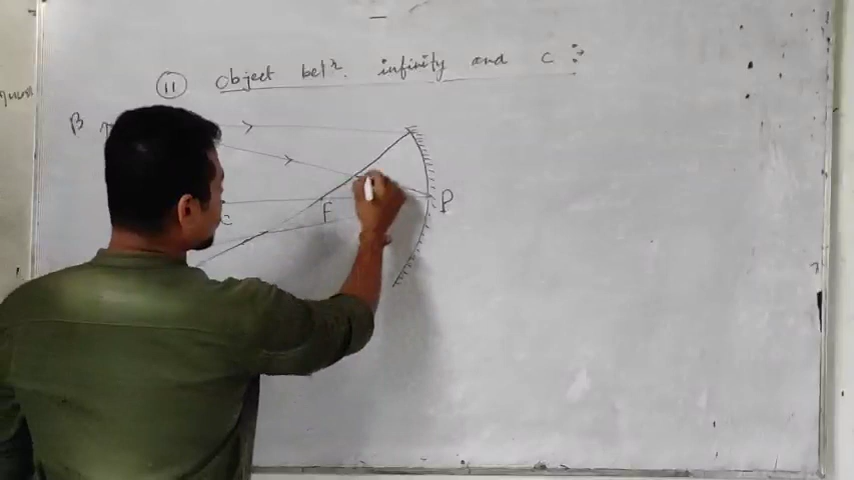 (11) object betⁿ. infinity and C :→
B
C F P